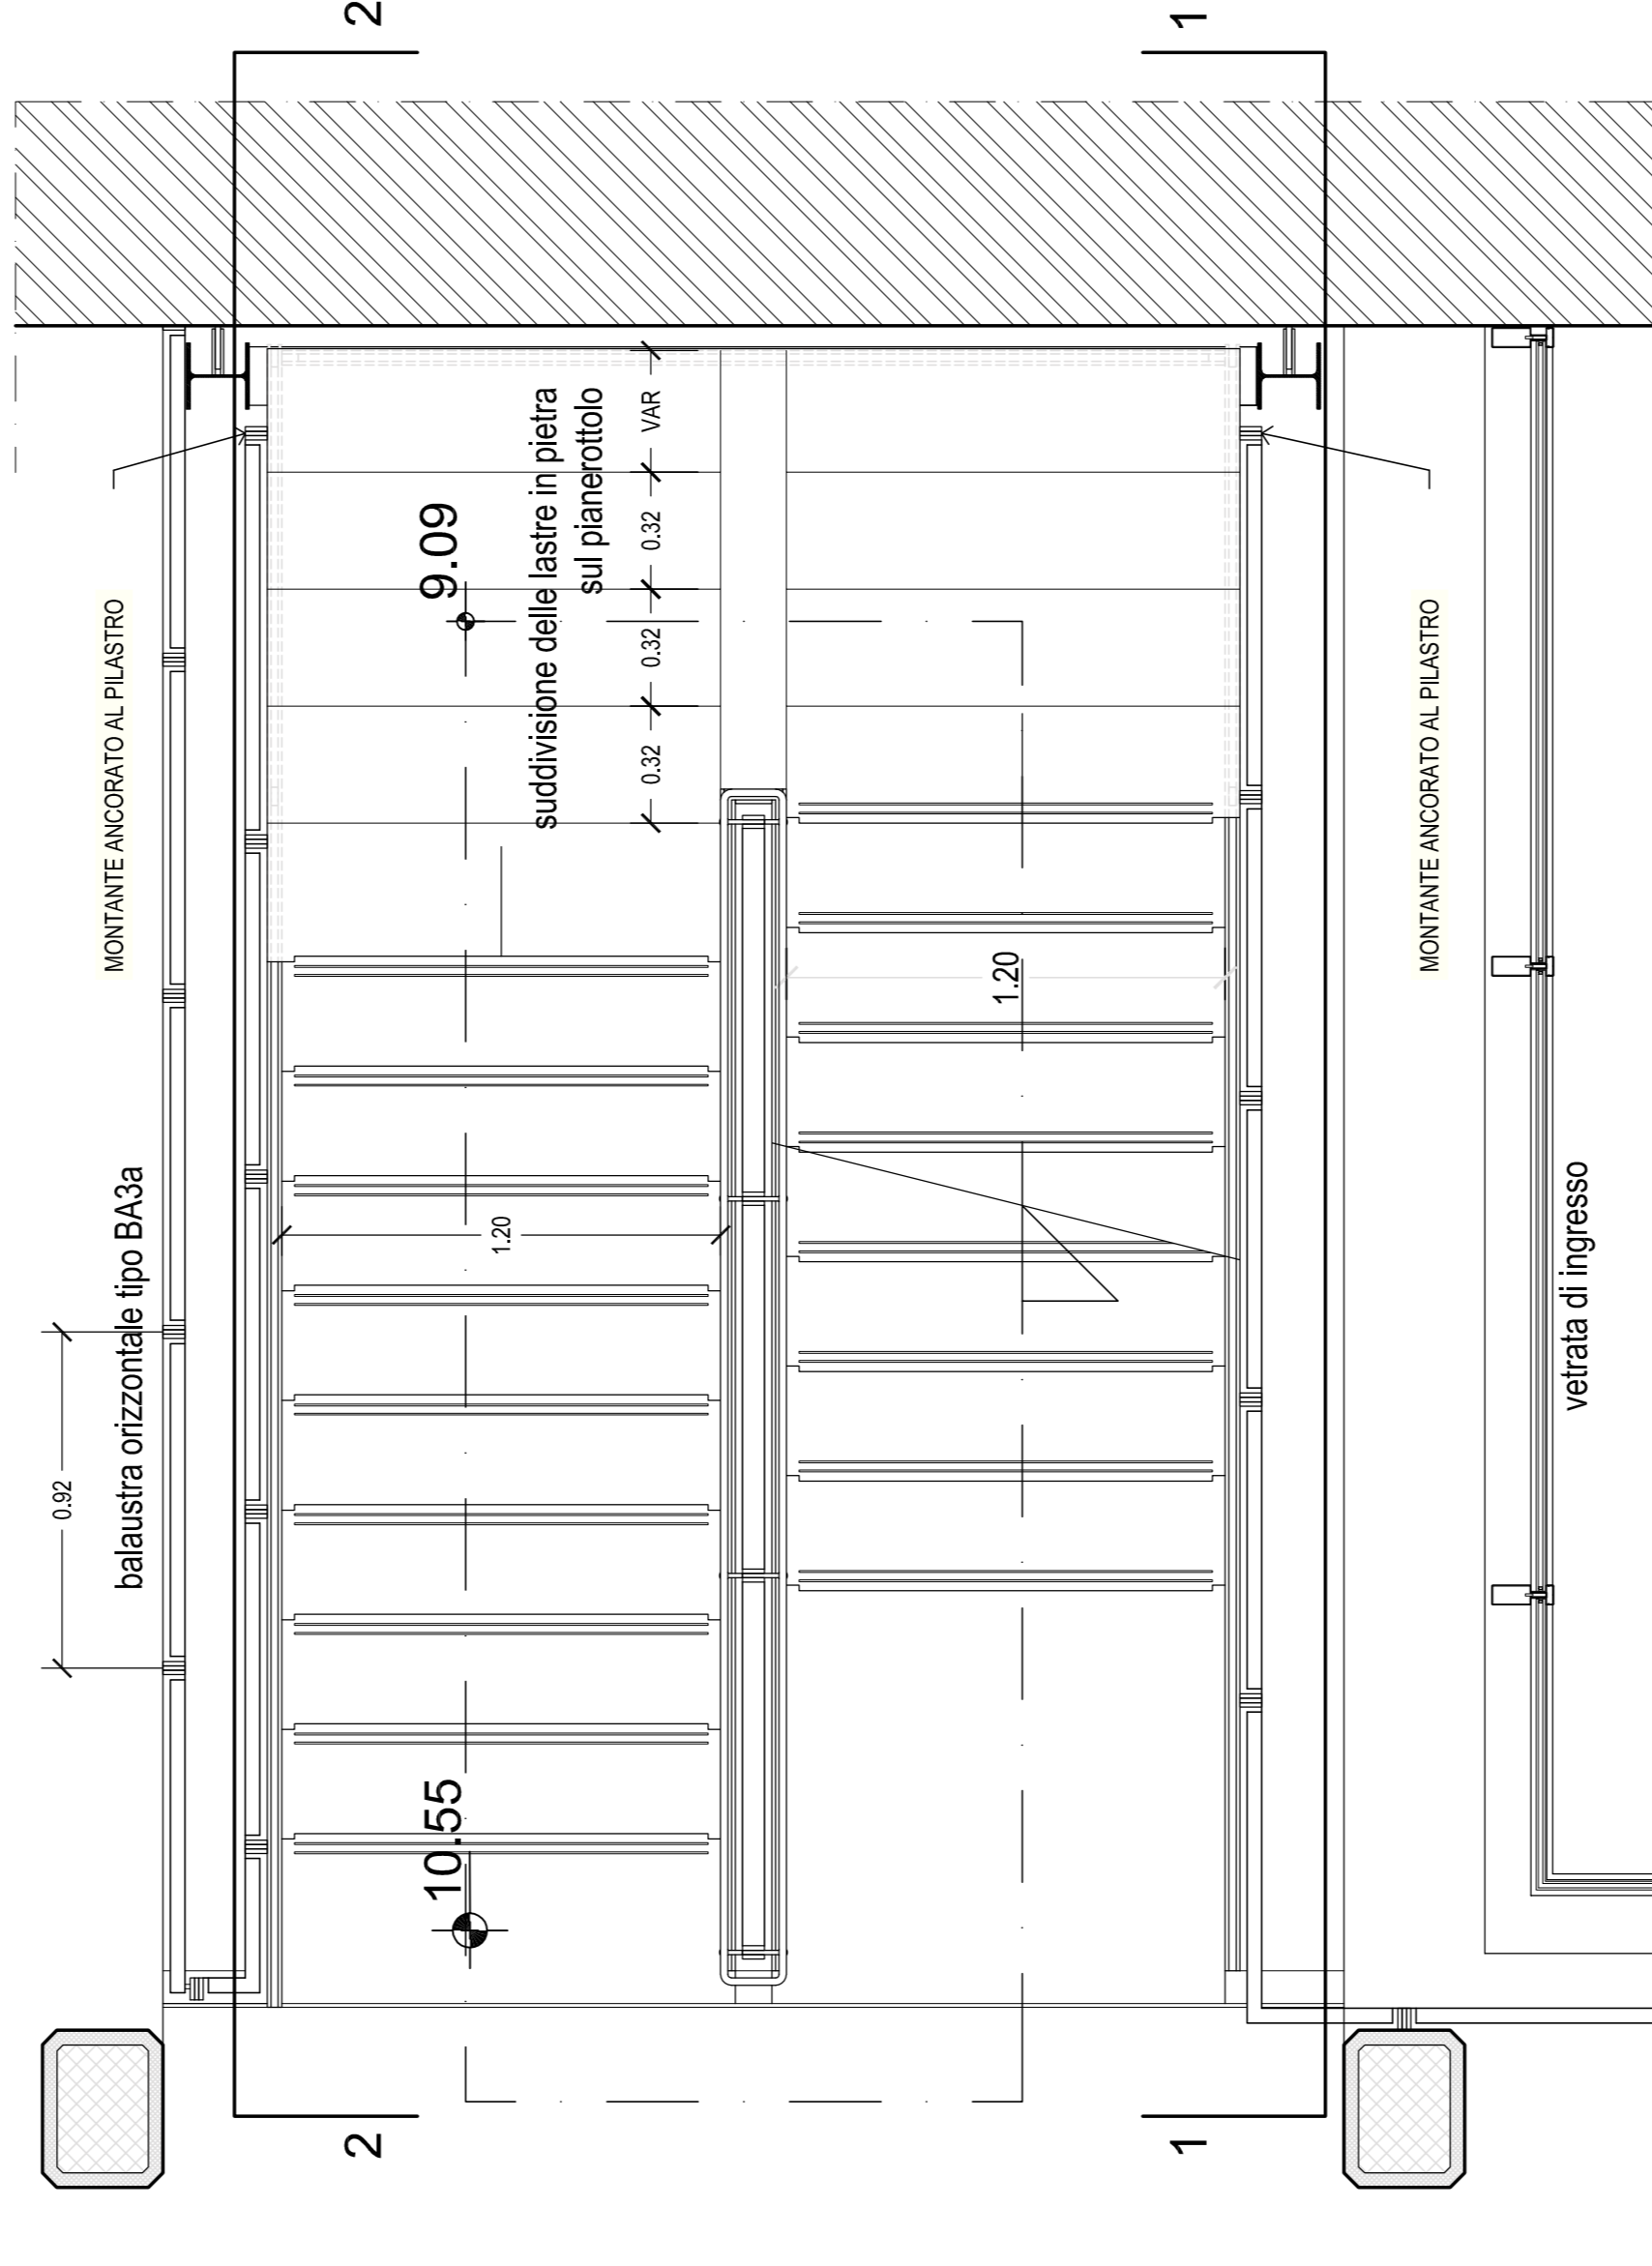 2
2
MONTANTE ANCORATO AL PILASTRO
0.92
balaustra orizzontale tipo BA3a
10.55
9.09
1.20
suddivisione delle lastre in pietra
sul pianerottolo
0.32
0.32
0.32
VAR
1.20
1
1
MONTANTE ANCORATO AL PILASTRO
vetrata di ingresso